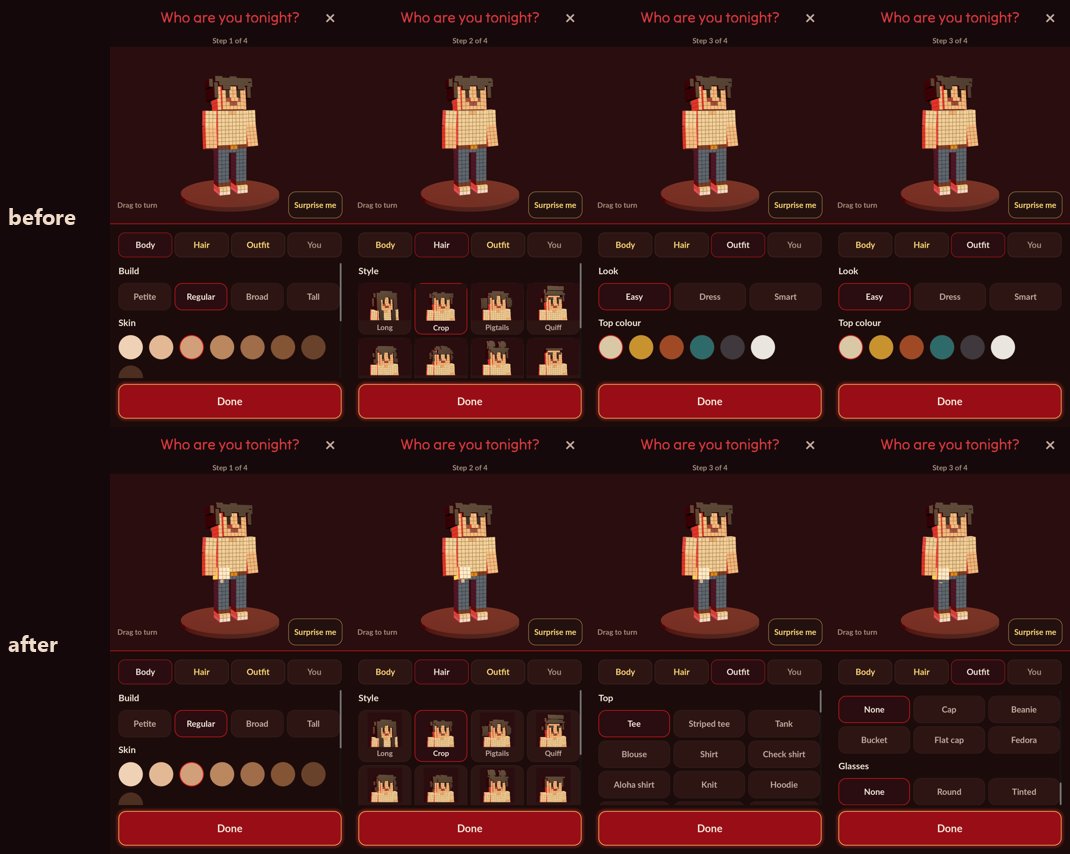 Who are you tonight? ✕ Who are you tonight? ✕ Who are you tonight? ✕ Who are you tonight? ✕
Step 1 of 4 Step 2 of 4 Step 3 of 4 Step 3 of 4
before
Drag to turn Surprise me Drag to turn Surprise me Drag to turn Surprise me Drag to turn Surprise me
Body Hair Outfit You Body Hair Outfit You Body Hair Outfit You Body Hair Outfit You
Build Style Look Look
Petite Regular Broad Tall Long Crop Pigtails Quiff Easy Dress Smart Easy Dress Smart
Skin Top colour Top colour
Done Done Done Done
Who are you tonight? ✕ Who are you tonight? ✕ Who are you tonight? ✕ Who are you tonight? ✕
Step 1 of 4 Step 2 of 4 Step 3 of 4 Step 3 of 4
after
Drag to turn Surprise me Drag to turn Surprise me Drag to turn Surprise me Drag to turn Surprise me
Body Hair Outfit You Body Hair Outfit You Body Hair Outfit You Body Hair Outfit You
Build Style Top None Cap Beanie
Petite Regular Broad Tall Long Crop Pigtails Quiff Tee Striped tee Tank Bucket Flat cap Fedora
Skin Blouse Shirt Check shirt Glasses
Aloha shirt Knit Hoodie None Round Tinted
Done Done Done Done